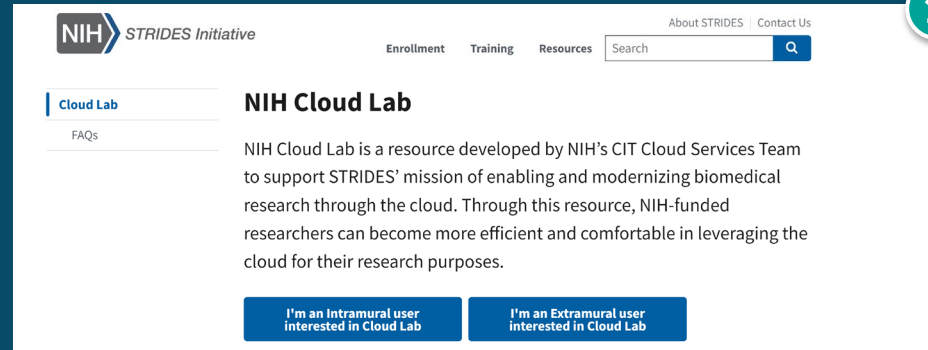 About STRIDES | Contact Us
NIH STRIDES Initiative
Enrollment Training Resources Search
Cloud Lab
FAQs
NIH Cloud Lab
NIH Cloud Lab is a resource developed by NIH’s CIT Cloud Services Team
to support STRIDES’ mission of enabling and modernizing biomedical
research through the cloud. Through this resource, NIH-funded
researchers can become more efficient and comfortable in leveraging the
cloud for their research purposes.
I'm an Intramural user
interested in Cloud Lab
I'm an Extramural user
interested in Cloud Lab